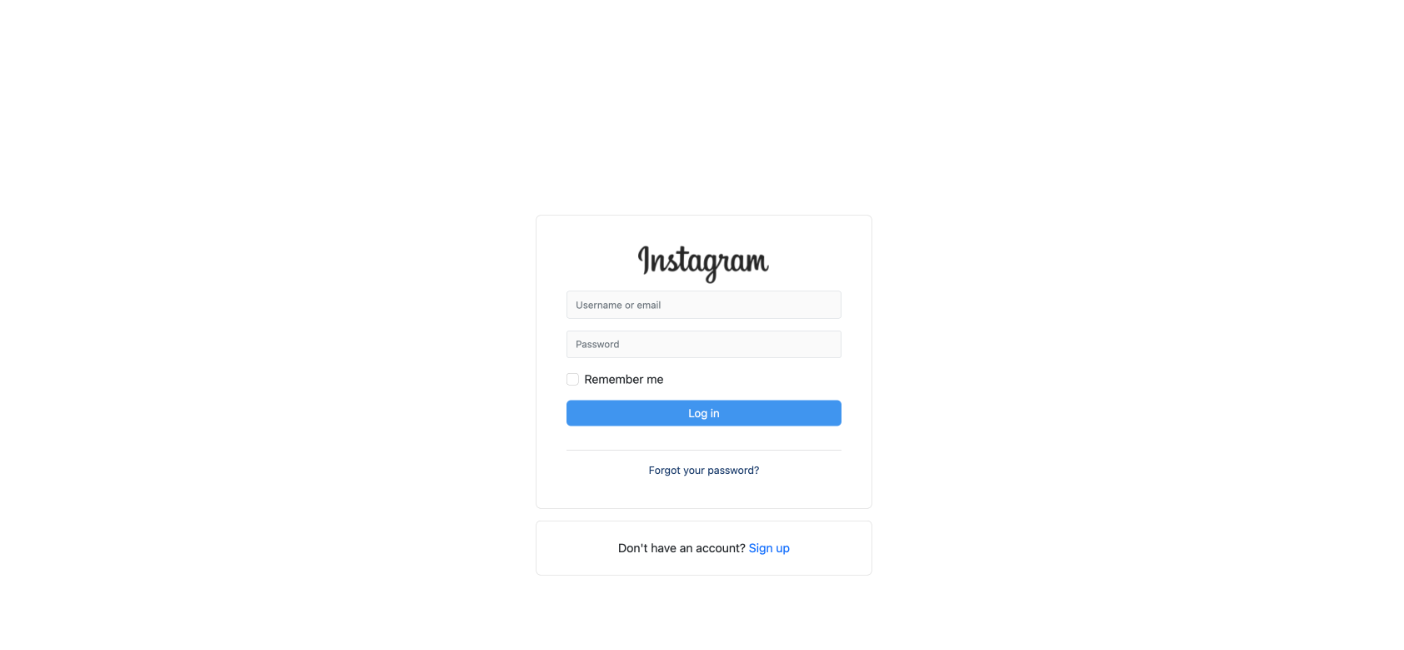 Instagram
Username or email
Password
Remember me
Log in
Forgot your password?
Don't have an account? Sign up